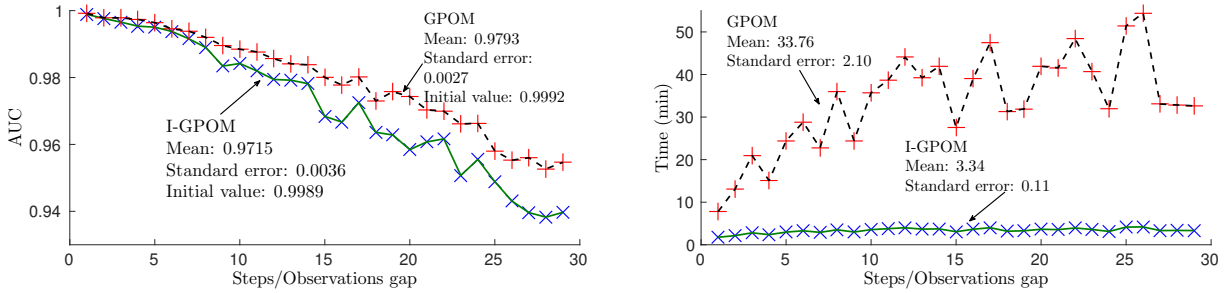 1
0.98
0.96
0.94
AUC
GPOM
Mean: 0.9793
Standard error:
0.0027
Initial value: 0.9992
I-GPOM
Mean: 0.9715
Standard error: 0.0036
Initial value: 0.9989
0 5 10 15 20 25 30
Steps/Observations gap
50
40
30
20
10
0
Time (min)
GPOM
Mean: 33.76
Standard error: 2.10
I-GPOM
Mean: 3.34
Standard error: 0.11
0 5 10 15 20 25 30
Steps/Observations gap